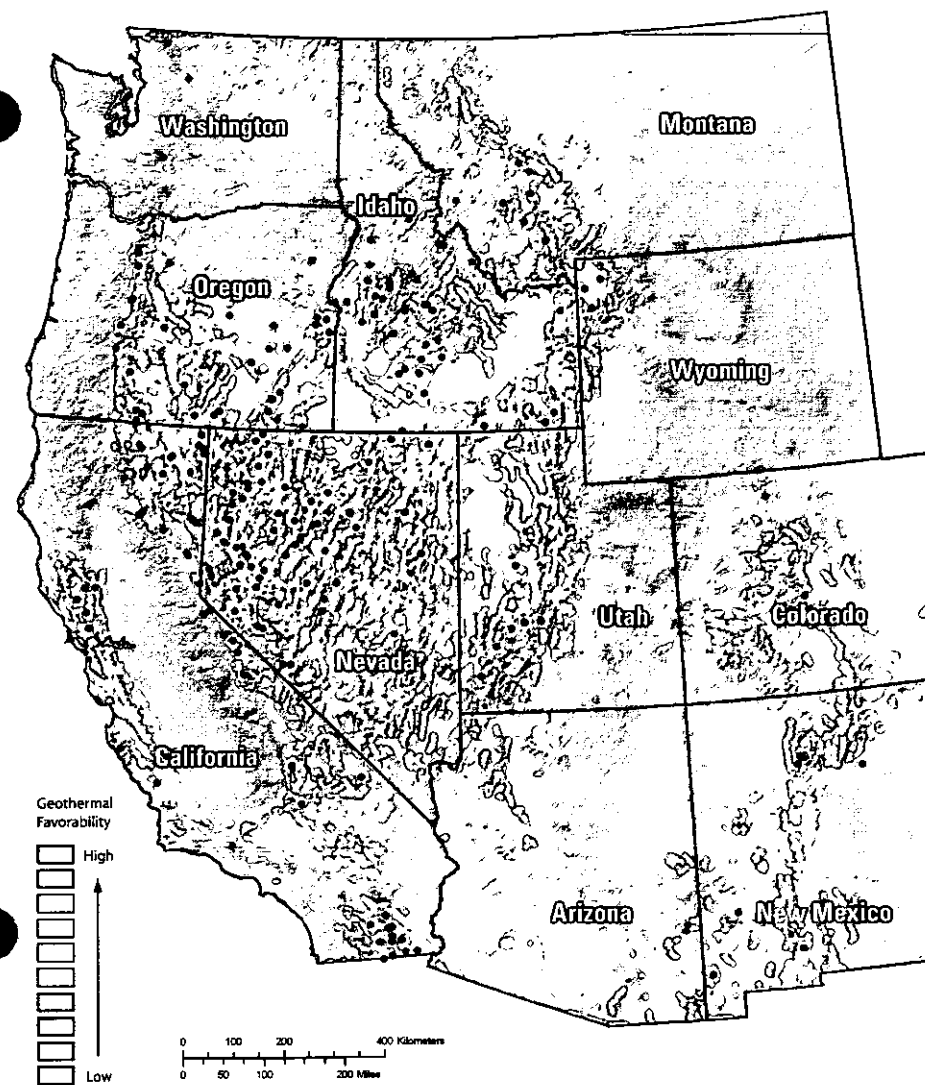 Washington
Montana
Idaho
Oregon
Wyoming
Utah
Colorado
Nevada
California
Geothermal
Favorability
High
Arizona
New Mexico
Low
0 100 200 400 Kilometers
0 50 100 200 Miles